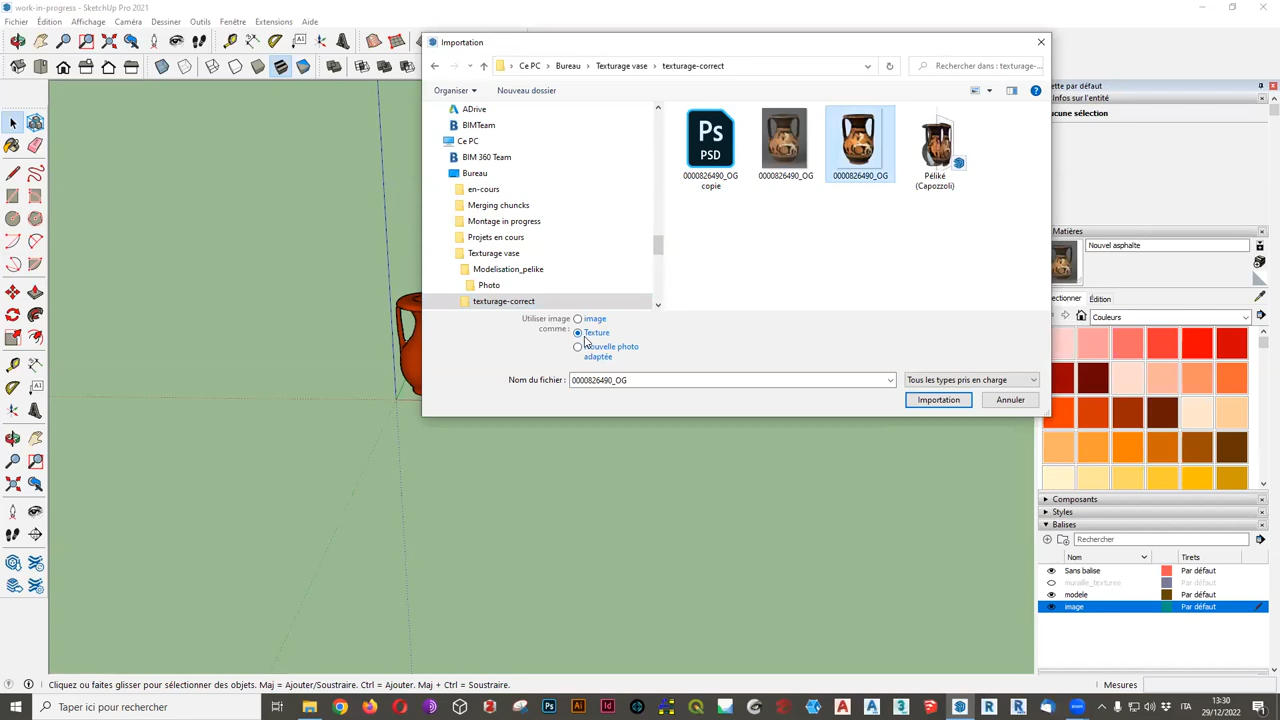 work-in-progress - SketchUp Pro 2021
Fichier Édition Affichage Caméra Dessiner Outils Fenêtre Extensions Aide
Importation
Ce PC > Bureau > Texturage vase > texturage-correct
Rechercher dans : texturage-...
Organiser Nouveau dossier
ADrive
BIMTeam
Ce PC
BIM 360 Team
Bureau
en-cours
Merging chuncks
Montage in progress
Projets en cours
Texturage vase
Modelisation_pelike
Photo
texturage-correct
Ps
PSD
0000826490_OG copie
0000826490_OG
0000826490_OG
Péliké (Capozzoli)
Utiliser image comme :
image
Texture
Nouvelle photo adaptée
Nom du fichier : 0000826490_OG
Tous les types pris en charge
Importation Annuler
ette par défaut
Infos sur l'entité
ucune sélection
Matières
Nouvel asphalte
ectionner Édition
Couleurs
Composants
Styles
Balises
Rechercher
Nom Tirets
Sans balise Par défaut
muraille_texturee Par défaut
modele Par défaut
image Par défaut
Cliquez ou faites glisser pour sélectionner des objets. Maj = Ajouter/Soustraire. Ctrl = Ajouter. Maj + Ctrl = Soustraire.
Mesures
Taper ici pour rechercher
ITA
13:30
29/12/2022